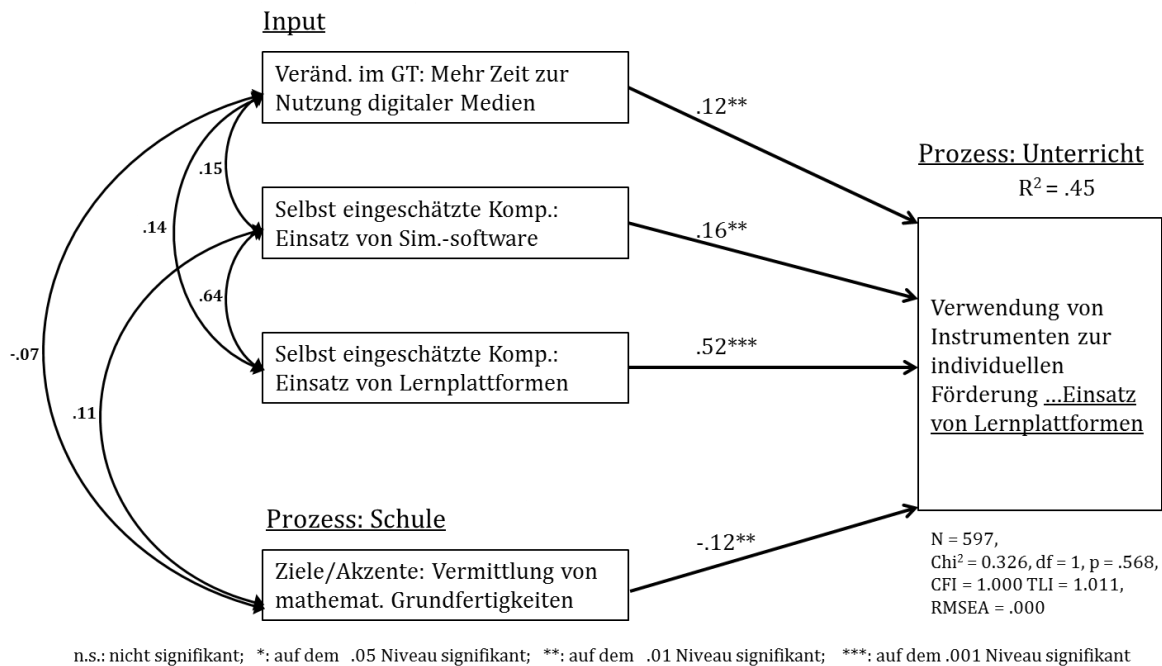 Input
Veränd. im GT: Mehr Zeit zur
Nutzung digitaler Medien
.12**
Prozess: Unterricht
R² = .45
.15
Selbst eingeschätzte Komp.:
Einsatz von Sim.-software
.16**
.14
.64
Verwendung von
Instrumenten zur
individuellen
Förderung ...Einsatz
von Lernplattformen
Selbst eingeschätzte Komp.:
Einsatz von Lernplattformen
.52***
-.07
.11
Prozess: Schule
Ziele/Akzente: Vermittlung von
mathemat. Grundfertigkeiten
-.12**
N = 597,
Chi² = 0.326, df = 1, p = .568,
CFI = 1.000 TLI = 1.011,
RMSEA = .000
n.s.: nicht signifikant; *: auf dem .05 Niveau signifikant; **: auf dem .01 Niveau signifikant; ***: auf dem .001 Niveau signifikant